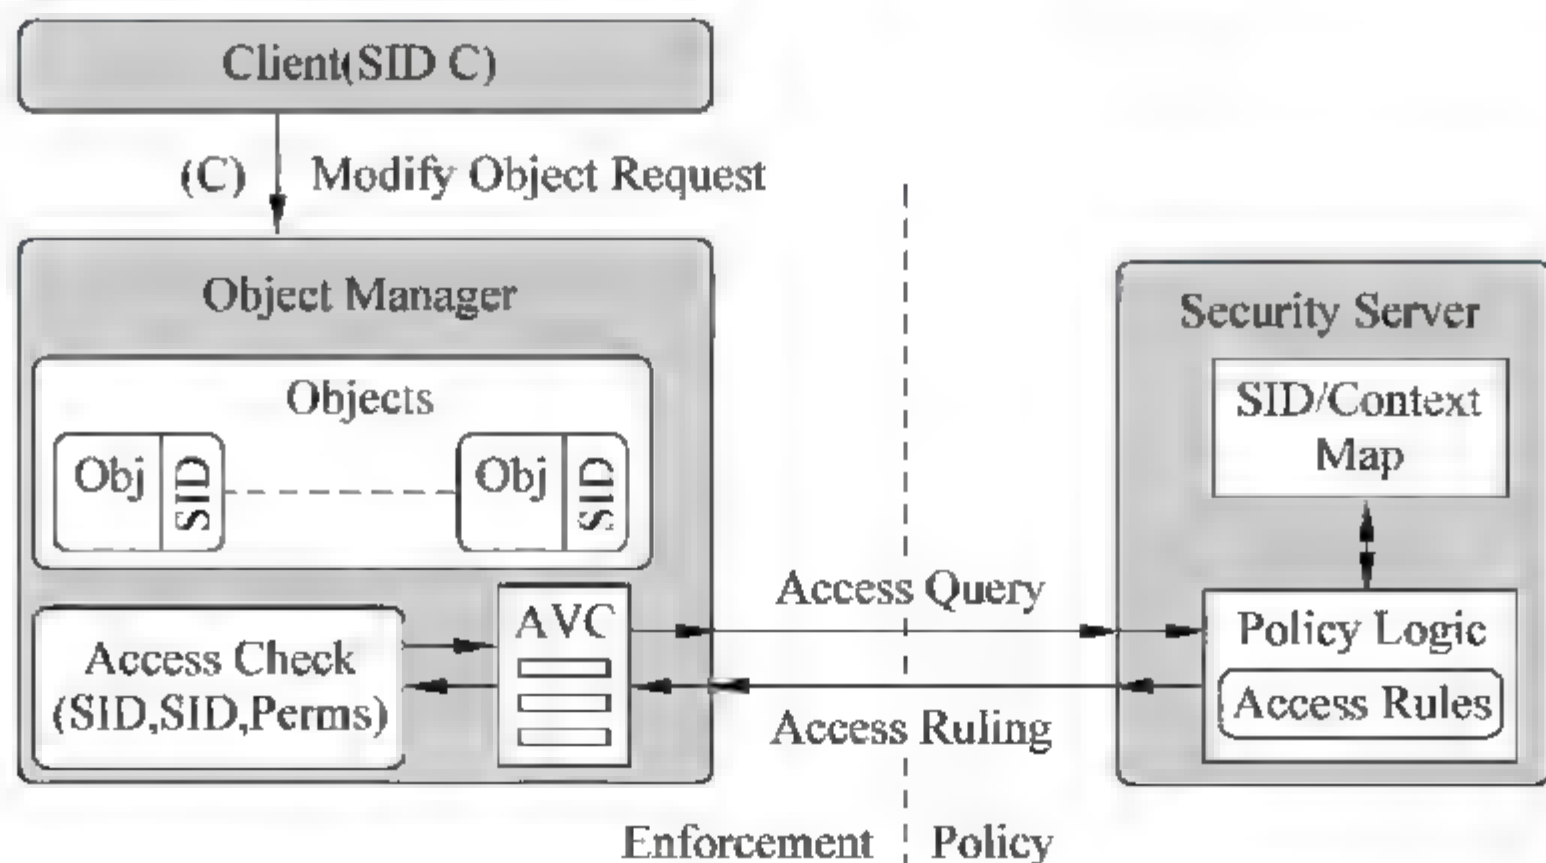 Client(SID C)
(C) Modify Object Request
Object Manager
Objects
Obj SID
Obj SID
Access Check
(SID,SID,Perms)
AVC
Access Query
Access Ruling
Enforcement
Policy
Security Server
SID/Context
Map
Policy Logic
Access Rules